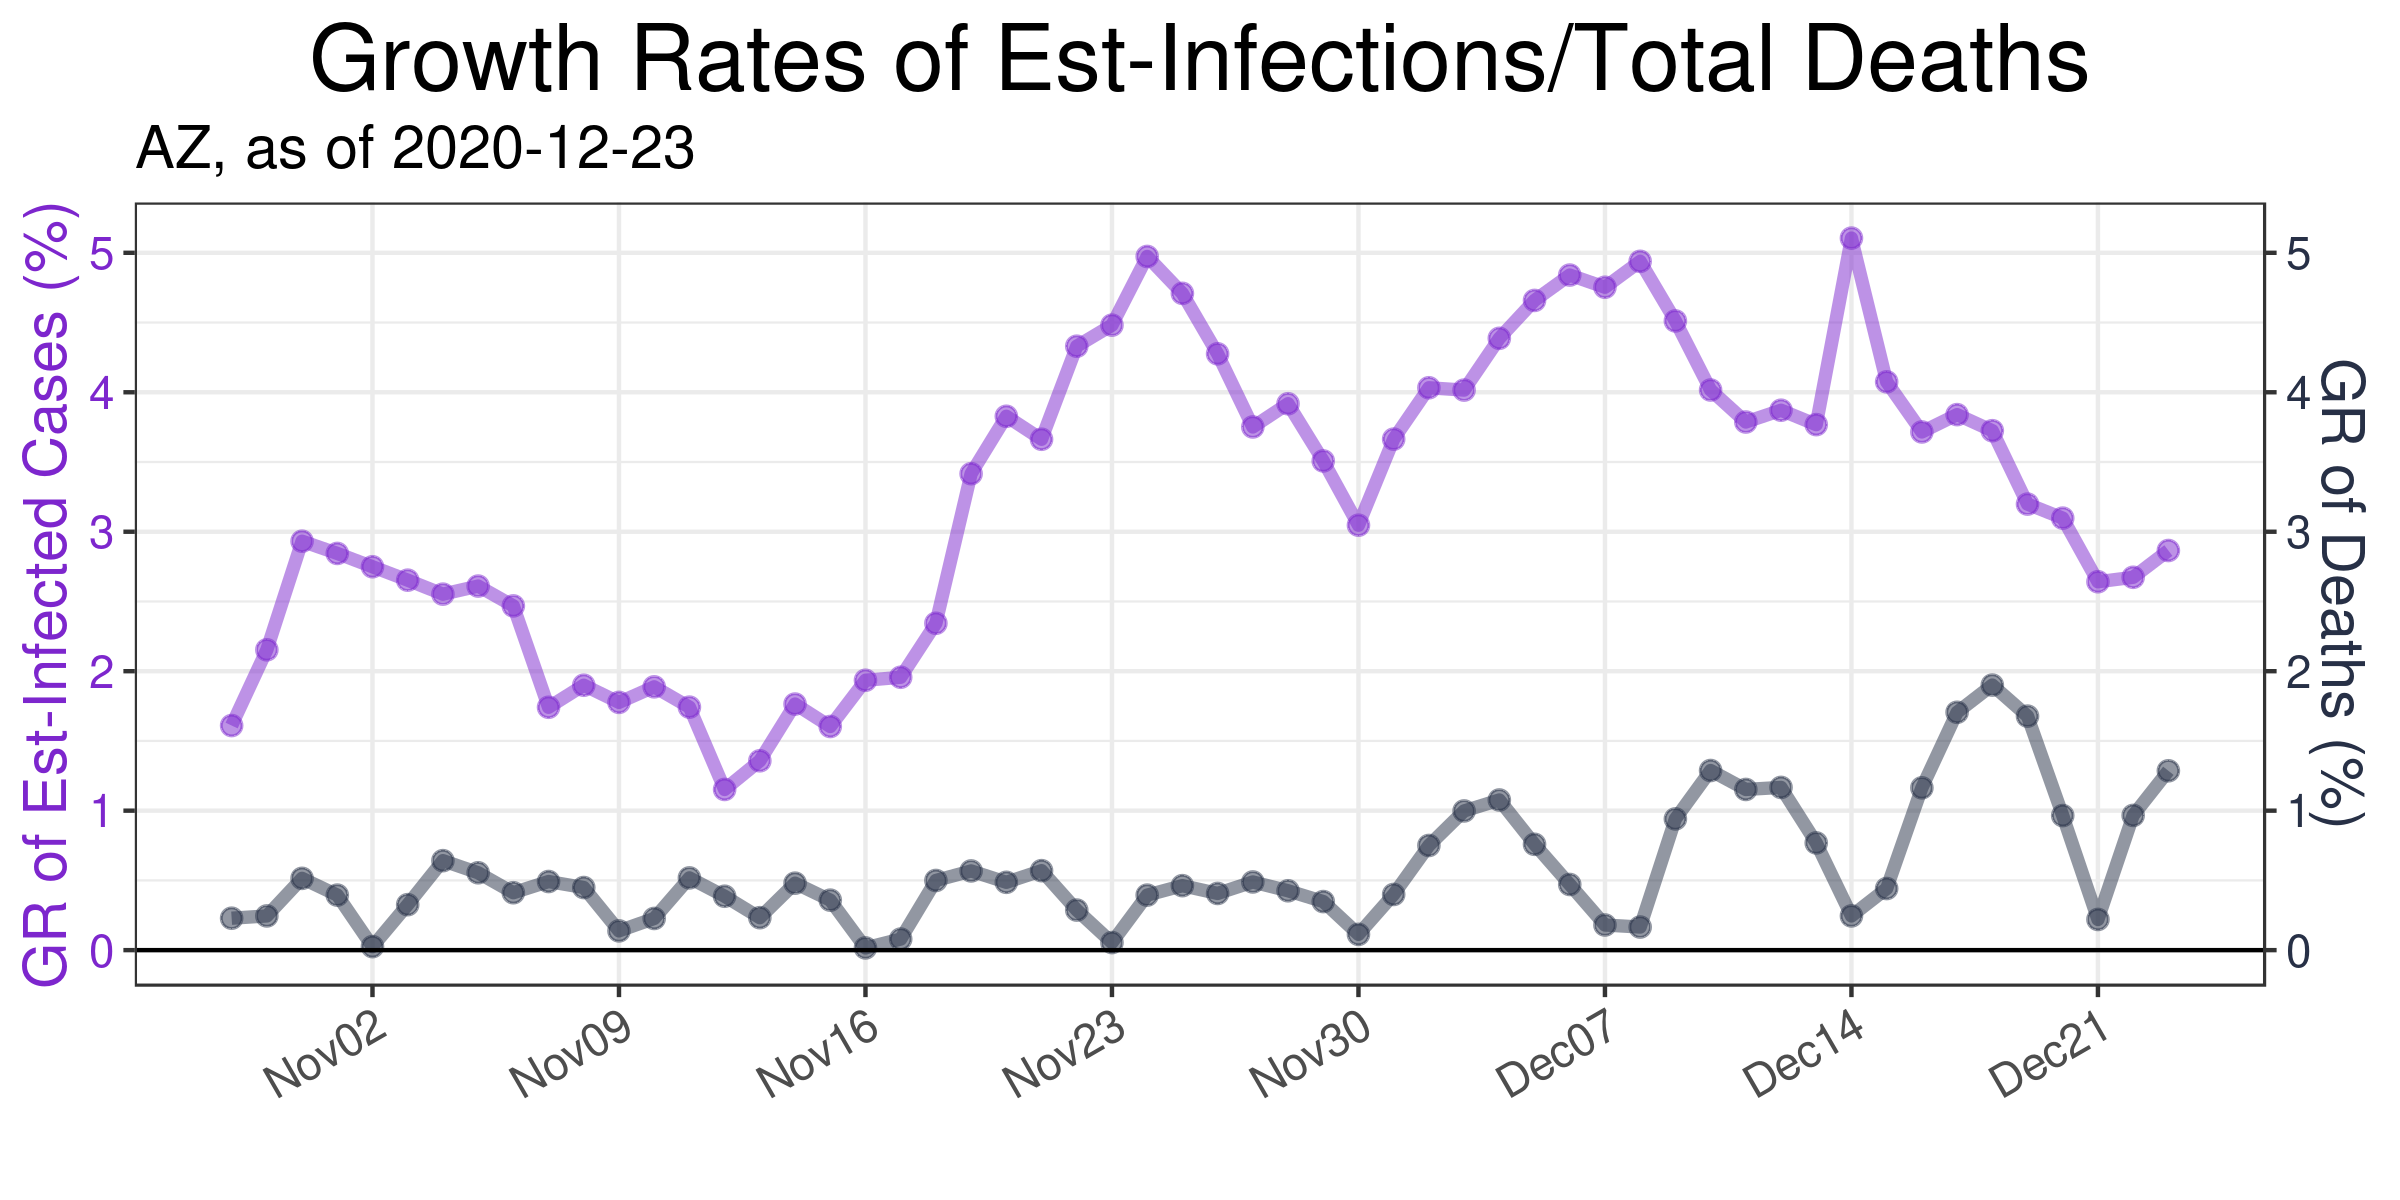 Growth Rates of Est-Infections/Total Deaths
AZ, as of 2020-12-23
GR of Est-Infected Cases (%)
5
4
3
2
1
0
5
4
3
2
1
0
GR of Deaths (%)
Nov02
Nov09
Nov16
Nov23
Nov30
Dec07
Dec14
Dec21